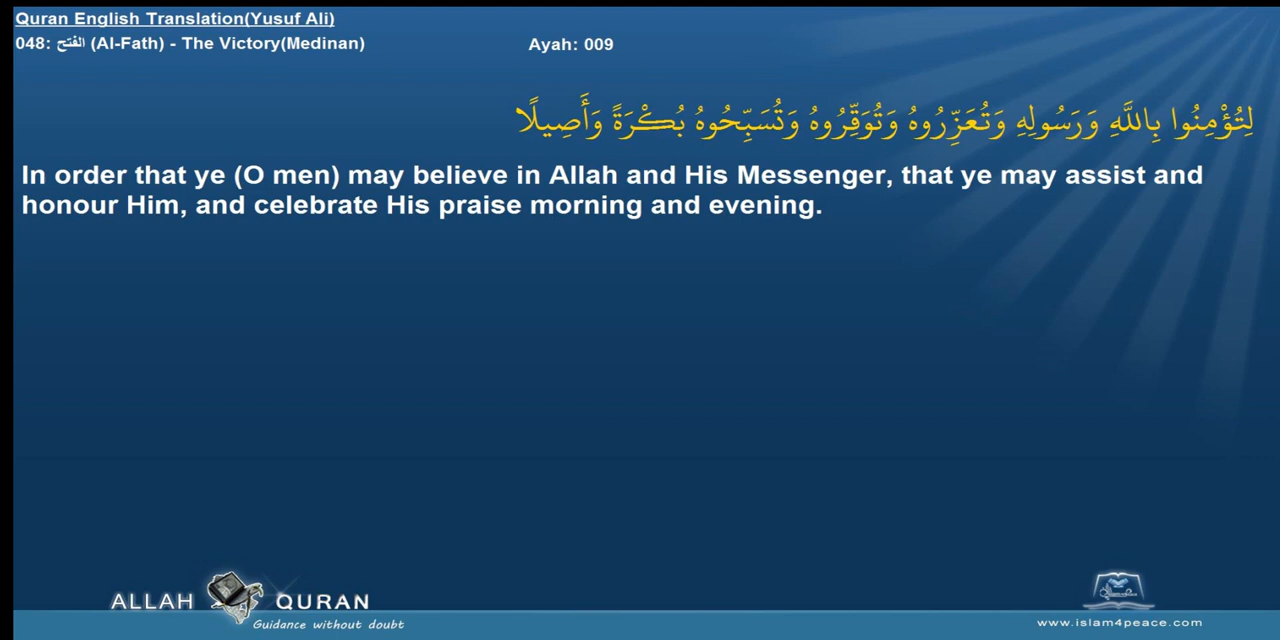 Quran English Translation(Yusuf Ali)
048: الفتح (Al-Fath) - The Victory(Medinan) Ayah: 009
لِتُؤْمِنُوا بِاللَّهِ وَرَسُولِهِ وَتُعَزِّرُوهُ وَتُوَقِّرُوهُ وَتُسَبِّحُوهُ بُكْرَةً وَأَصِيلًا
In order that ye (O men) may believe in Allah and His Messenger, that ye may assist and
honour Him, and celebrate His praise morning and evening.
ALLAH QURAN
Guidance without doubt
www.islam4peace.com